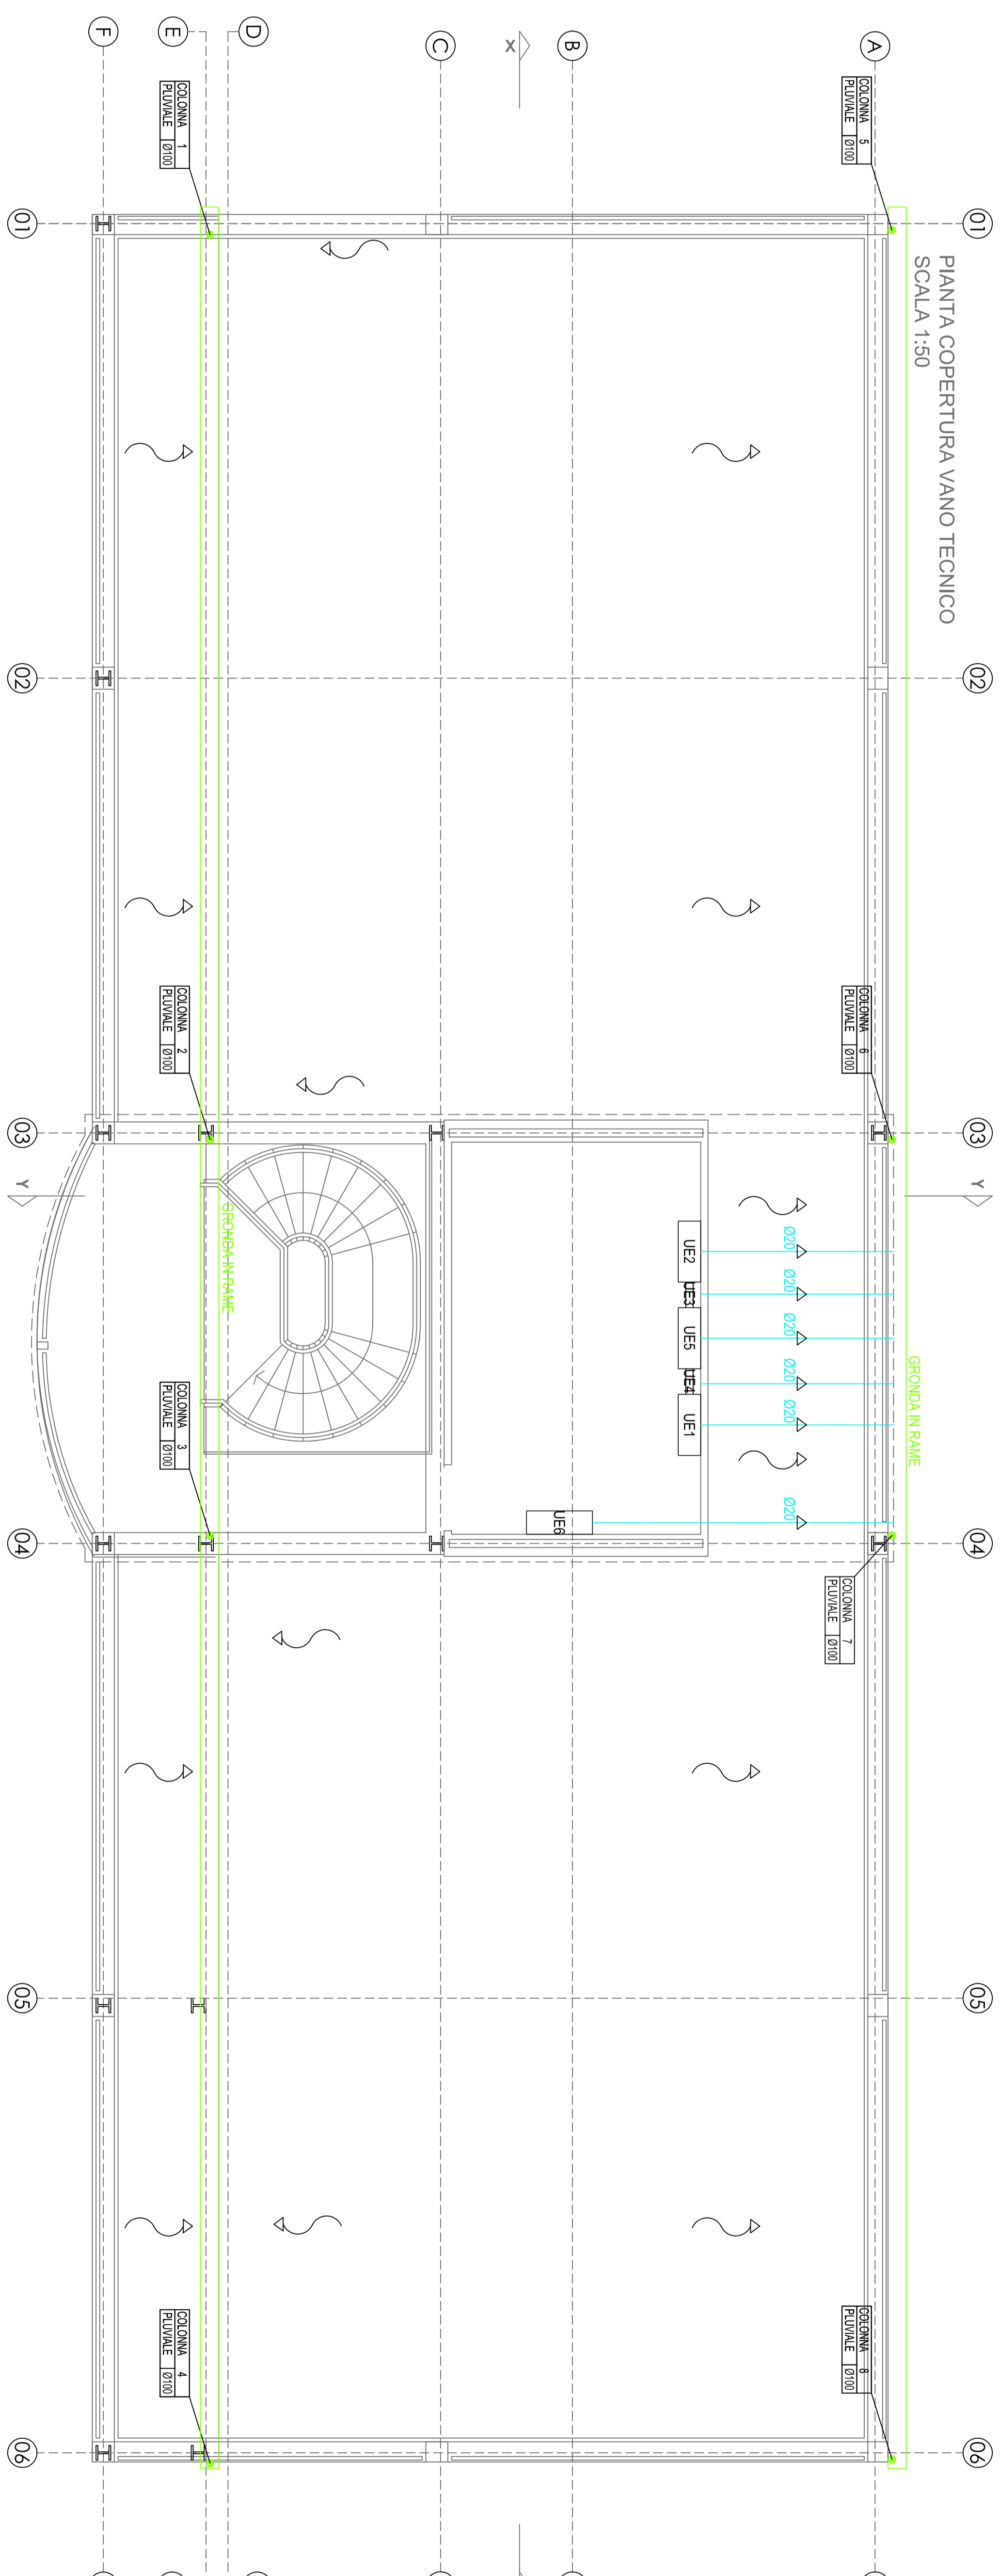 PIANTA COPERTURA VANO TECNICO
SCALA 1:50
F
E
D
C
X
B
A
COLONNA 1
PLUVIALE Ø100
COLONNA 5
PLUVIALE Ø100
01
01
02
02
COLONNA 2
PLUVIALE Ø100
COLONNA 6
PLUVIALE Ø100
03
03
Y
Y
GRONDA IN RAME
UE2
Ø20
UE3
Ø20
UE5
Ø20
UE4
Ø20
UE1
Ø20
UE6
Ø20
GRONDA IN RAME
COLONNA 3
PLUVIALE Ø100
04
04
COLONNA 7
PLUVIALE Ø100
05
05
COLONNA 4
PLUVIALE Ø100
COLONNA 8
PLUVIALE Ø100
06
06